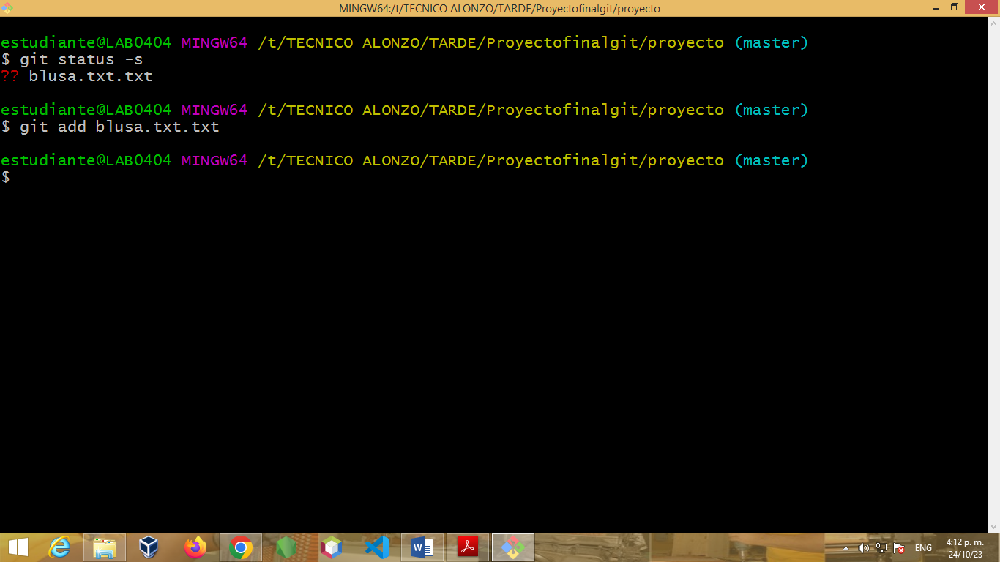 MINGW64:/t/TECNICO ALONZO/TARDE/Proyectofinalgit/proyecto
estudiante@LAB0404 MINGW64 /t/TECNICO ALONZO/TARDE/Proyectofinalgit/proyecto (master)
$ git status -s
?? blusa.txt.txt
estudiante@LAB0404 MINGW64 /t/TECNICO ALONZO/TARDE/Proyectofinalgit/proyecto (master)
$ git add blusa.txt.txt
estudiante@LAB0404 MINGW64 /t/TECNICO ALONZO/TARDE/Proyectofinalgit/proyecto (master)
$
ENG
4:12 p. m.
24/10/23